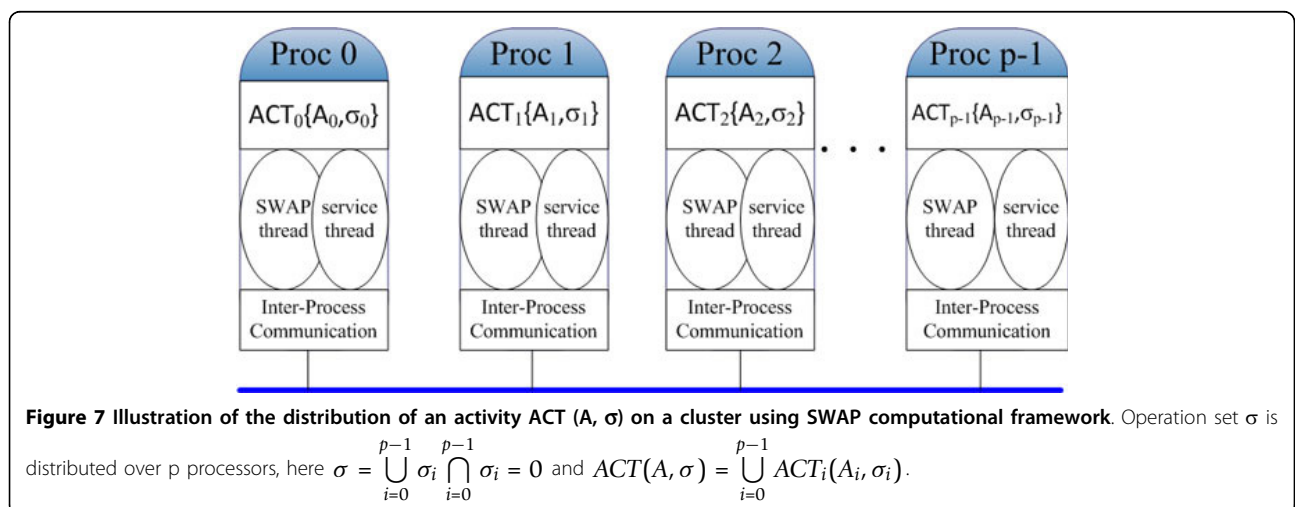 Proc 0 Proc 1 Proc 2 Proc p-1
ACT₀{A₀,σ₀} ACT₁{A₁,σ₁} ACT₂{A₂,σ₂} . . . ACTₚ₋₁{Aₚ₋₁,σₚ₋₁}
SWAP service SWAP service SWAP service SWAP service
thread thread thread thread thread thread thread thread
Inter-Process Inter-Process Inter-Process Inter-Process
Communication Communication Communication Communication
Figure 7 Illustration of the distribution of an activity ACT (A, σ) on a cluster using SWAP computational framework. Operation set σ is
distributed over p processors, here σ = ⋃_{i=0}^{p−1} σᵢ ⋂_{i=0}^{p−1} σᵢ = 0 and ACT(A, σ) = ⋃_{i=0}^{p−1} ACTᵢ(Aᵢ, σᵢ).